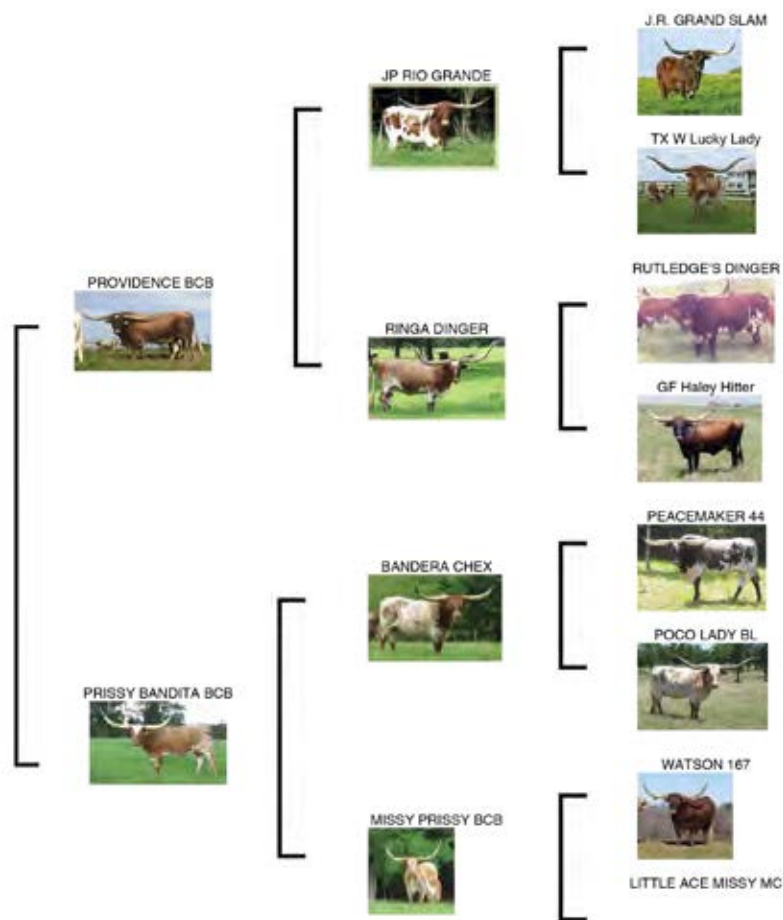 J.R. GRAND SLAM
JP RIO GRANDE
TX W Lucky Lady
PROVIDENCE BCB
RUTLEDGE'S DINGER
RINGA DINGER
GF Haley Hitter
PEACEMAKER 44
BANDERA CHEX
POCO LADY BL
PRISSY BANDITA BCB
WATSON 167
MISSY PRISSY BCB
LITTLE ACE MISSY MC